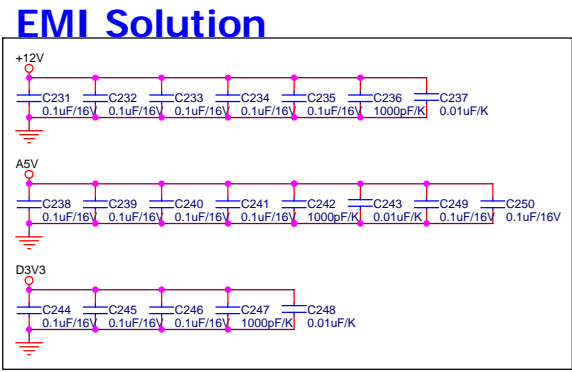 EMI Solution
+12V
C231 C232 C233 C234 C235 C236 C237
0.1uF/16V 0.1uF/16V 0.1uF/16V 0.1uF/16V 0.1uF/16V 1000pF/K 0.01uF/K
A5V
C238 C239 C240 C241 C242 C243 C249 C250
0.1uF/16V 0.1uF/16V 0.1uF/16V 0.1uF/16V 1000pF/K 0.01uF/K 0.1uF/16V 0.1uF/16V
D3V3
C244 C245 C246 C247 C248
0.1uF/16V 0.1uF/16V 0.1uF/16V 1000pF/K 0.01uF/K